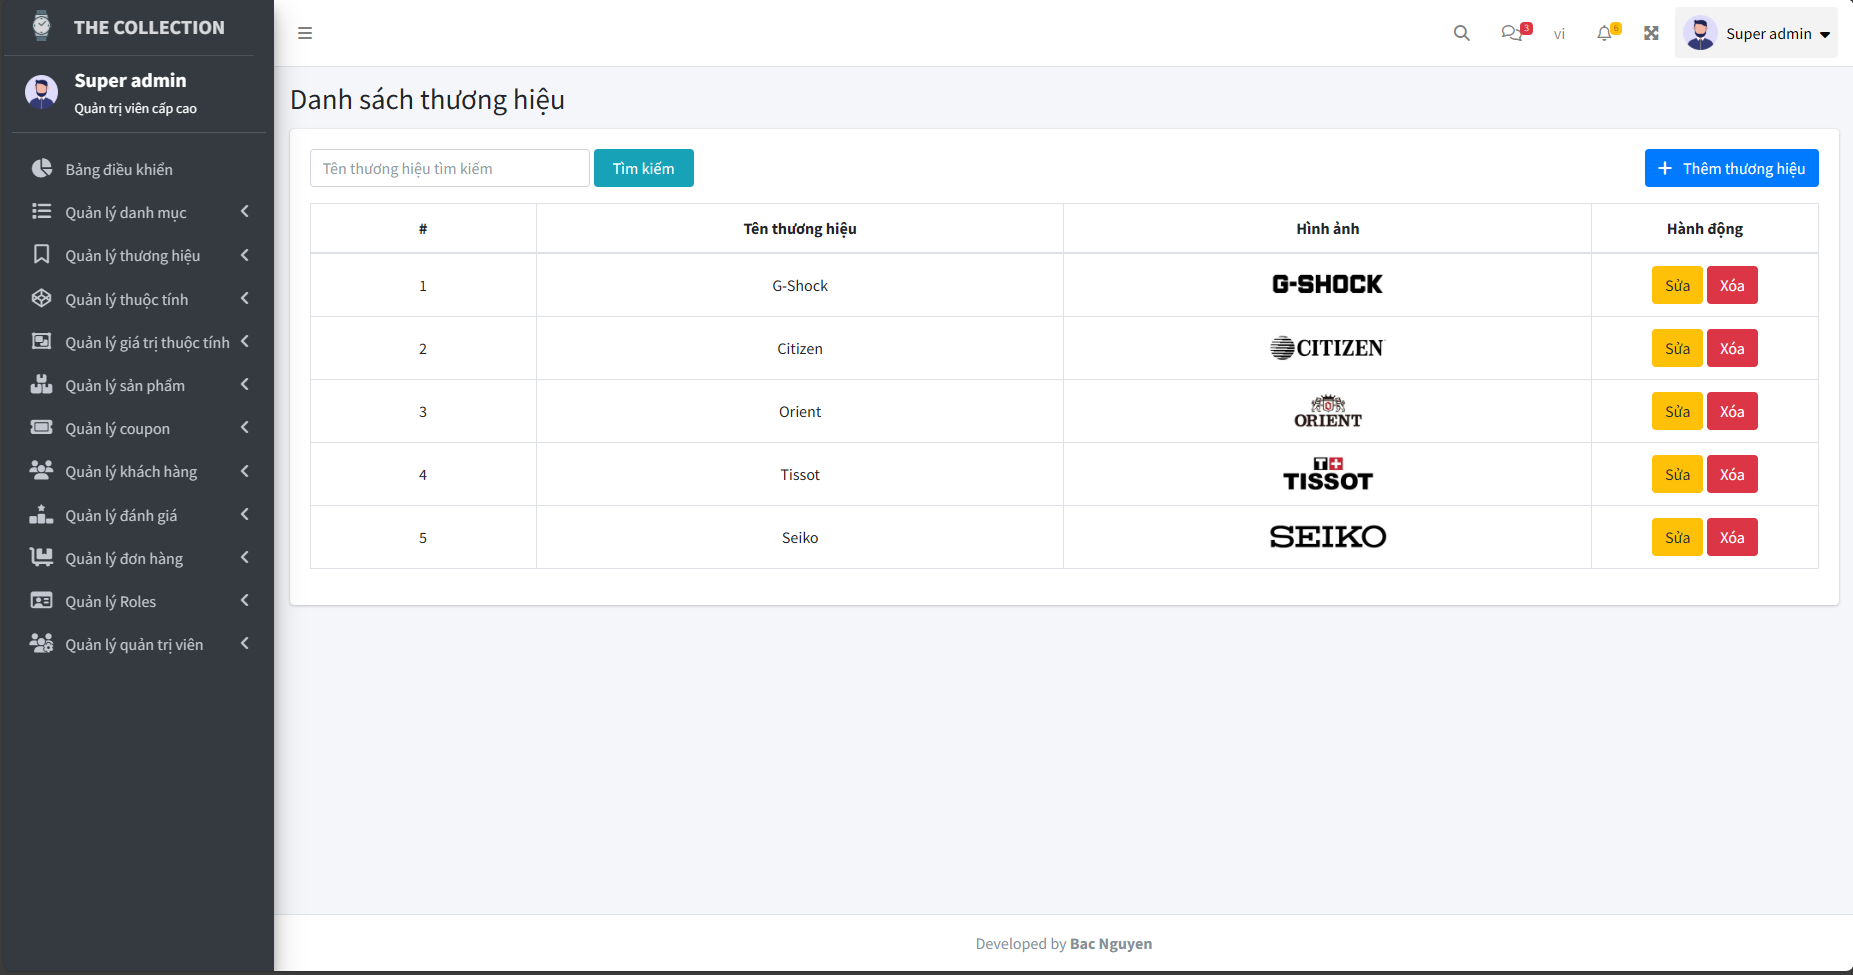 THE COLLECTION
Super admin
Quản trị viên cấp cao
Bảng điều khiển
Quản lý danh mục
Quản lý thương hiệu
Quản lý thuộc tính
Quản lý giá trị thuộc tính
Quản lý sản phẩm
Quản lý coupon
Quản lý khách hàng
Quản lý đánh giá
Quản lý đơn hàng
Quản lý Roles
Quản lý quản trị viên
3 vi 6 Super admin
Danh sách thương hiệu
Tên thương hiệu tìm kiếm Tìm kiếm + Thêm thương hiệu
# Tên thương hiệu Hình ảnh Hành động
1 G-Shock G-SHOCK Sửa Xóa
2 Citizen CITIZEN Sửa Xóa
3 Orient ORIENT Sửa Xóa
4 Tissot T+ TISSOT Sửa Xóa
5 Seiko SEIKO Sửa Xóa
Developed by Bac Nguyen